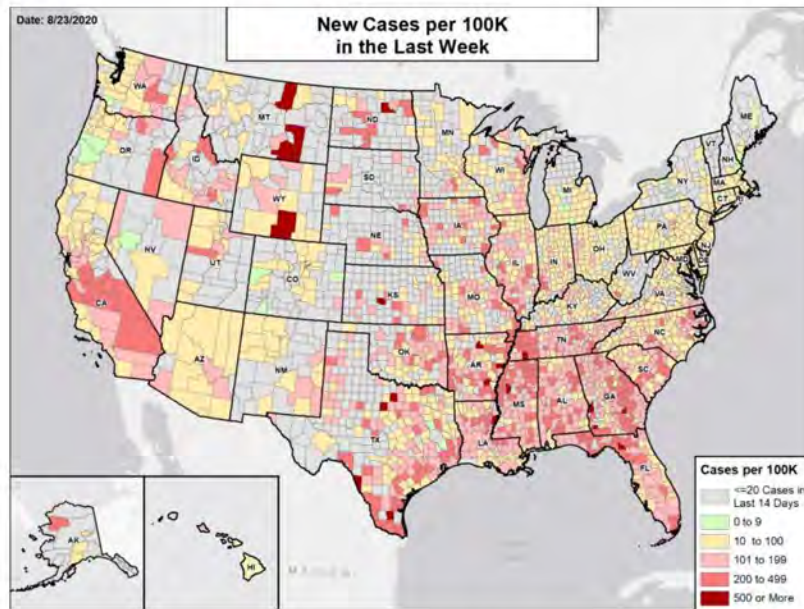 Date: 8/23/2020
New Cases per 100K
in the Last Week
WA
MT
ND
MN
ME
OR
ID
WY
SD
WI
MI
VT
NH
NY
MA
CT
NV
UT
CO
NE
IA
IL
IN
OH
PA
NJ
WV
VA
CA
AZ
NM
KS
MO
KY
OK
AR
TN
NC
SC
TX
LA
MS
AL
GA
FL
AK
HI
Cases per 100K
<=20 Cases in
Last 14 Days
0 to 9
10 to 100
101 to 199
200 to 499
500 or More